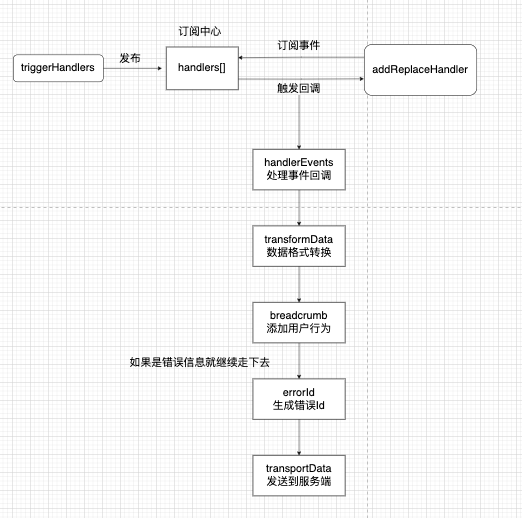 订阅中心
订阅事件
发布
triggerHandlers
handlers[]
addReplaceHandler
触发回调
handlerEvents
处理事件回调
transformData
数据格式转换
breadcrumb
添加用户行为
如果是错误信息就继续走下去
errorId
生成错误Id
transportData
发送到服务端